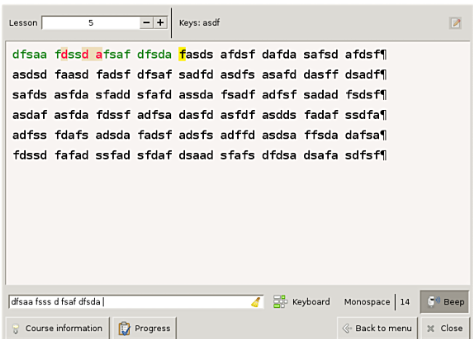 Lesson 5 Keys: asdf
dfsaa fdssd afsaf dfsda fasds afdsf dafda safsd afdsf¶
asdsd faasd fadsf dfsaf sadfd asdfs asafd dasff dsadf¶
safds asfda sfadd sfafd assda fsadf adfsf sadad fsdsf¶
asdaf asfda fdssf adfsa dasfd asfdf asdds fadaf ssdfa¶
adfss fdafs adsda fadsf adsfs adffd asdsa ffsda dafsa¶
fdssd fafad ssfad sfdaf dsaad sfafs dfdsa dsafa sdfsf¶
dfsaa fsss d fsaf dfsda Keyboard Monospace 14 Beep
Course information Progress Back to menu Close